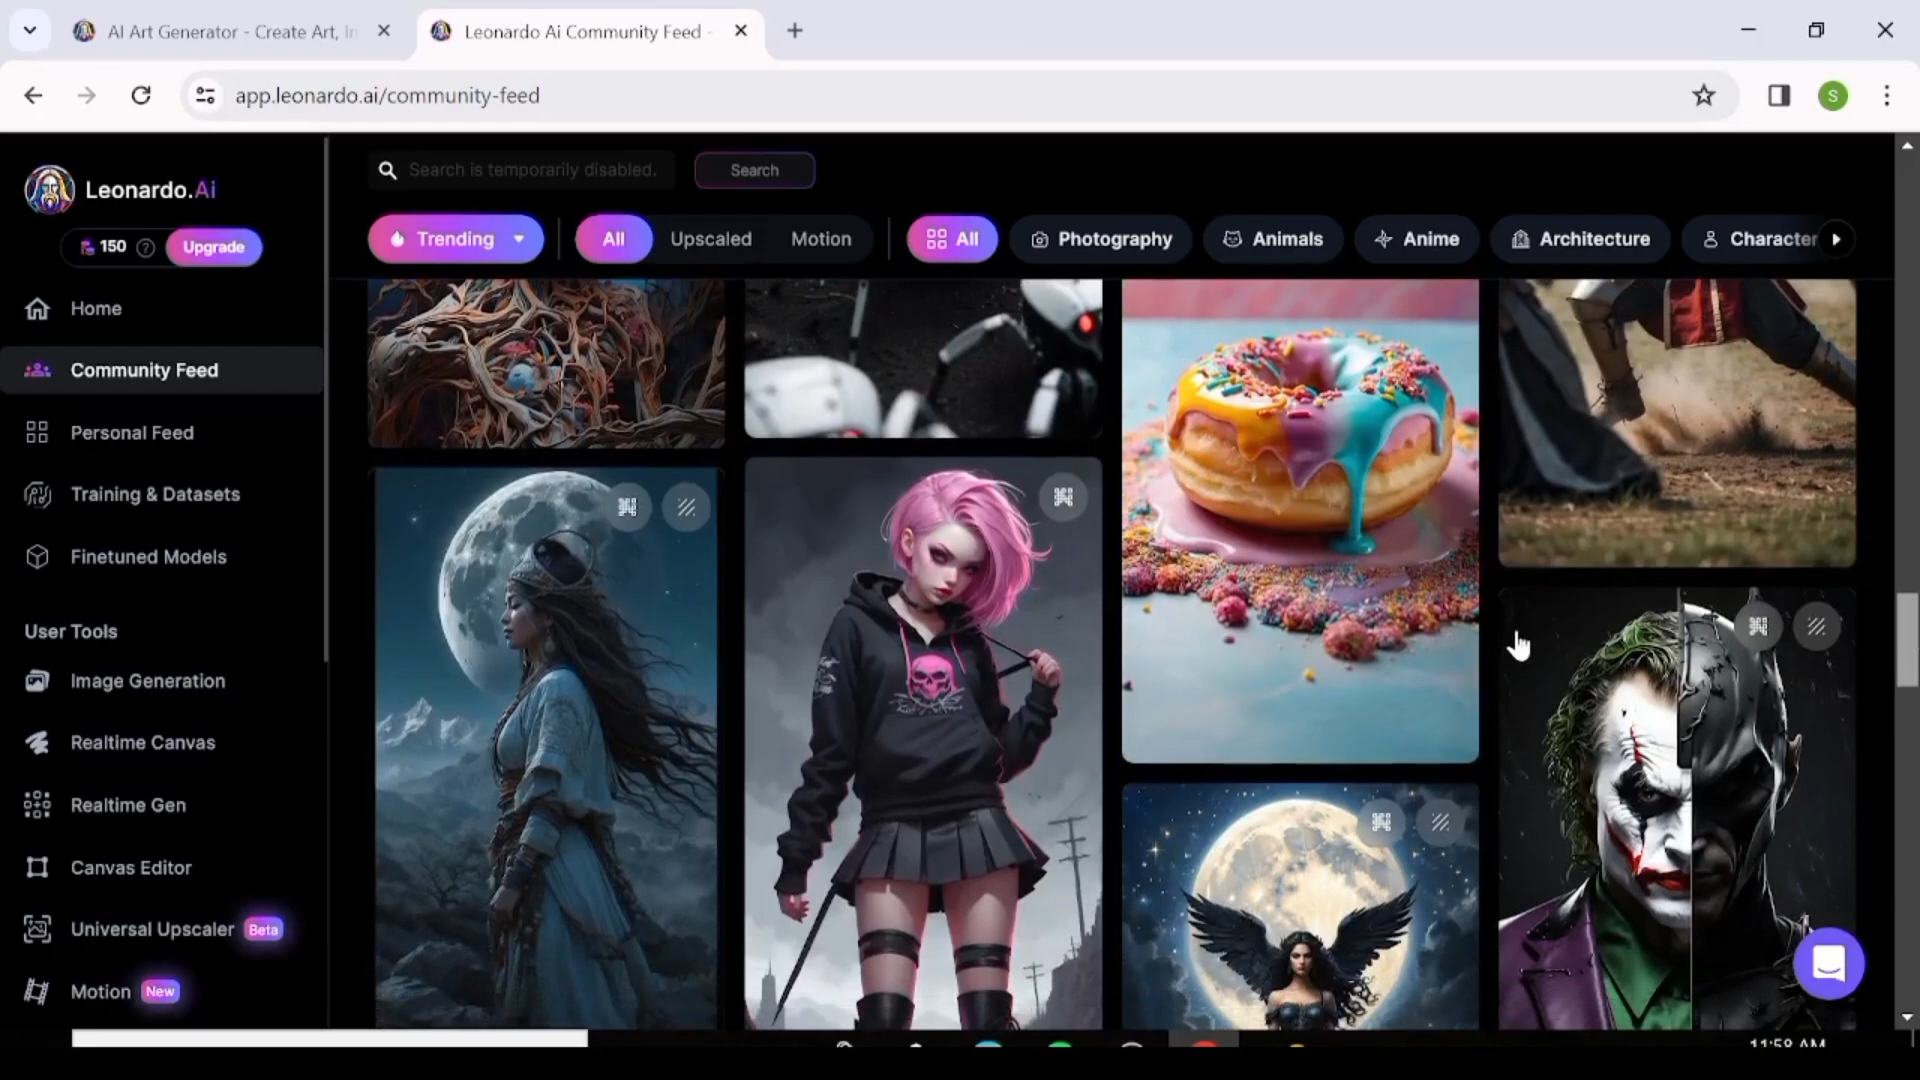 AI Art Generator - Create Art, In
Leonardo Ai Community Feed -
app.leonardo.ai/community-feed
S
Leonardo.Ai
150
Upgrade
Home
Community Feed
Personal Feed
Training & Datasets
Finetuned Models
User Tools
Image Generation
Realtime Canvas
Realtime Gen
Canvas Editor
Universal Upscaler Beta
Motion New
Search is temporarily disabled.
Search
Trending
All
Upscaled
Motion
All
Photography
Animals
Anime
Architecture
Character
11:58 AM